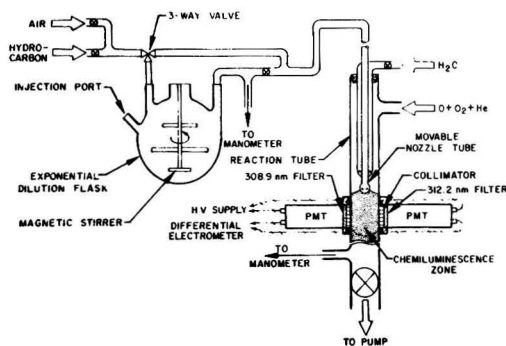 3-WAY VALVE
AIR
HYDRO-
CARBON
INJECTION PORT
H₂C
O+O₂+He
TO
MANOMETER
REACTION TUBE
MOVABLE
NOZZLE TUBE
EXPONENTIAL
DILUTION FLASK
308.9 nm FILTER
COLLIMATOR
312.2 nm FILTER
MAGNETIC STIRRER
HV SUPPLY
PMT
PMT
DIFFERENTIAL
ELECTROMETER
TO
MANOMETER
CHEMILUMINESCENCE
ZONE
TO PUMP